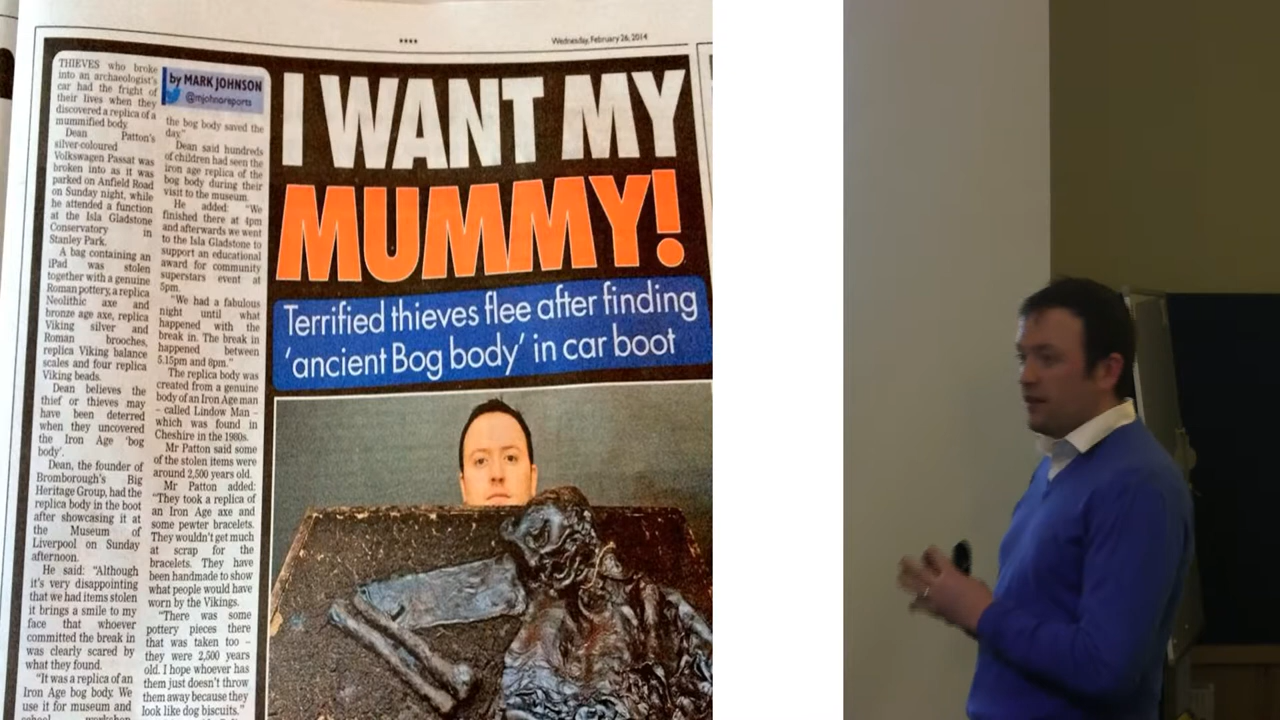 ****
Wednesday, February 26, 2014
I WANT MY
MUMMY!
Terrified thieves flee after finding
'ancient Bog body' in car boot
by MARK JOHNSON
@mjohnoreports
THIEVES who broke
into an archaeologist's
car had the fright of
their lives when they
discovered a replica of a
mummified body.
Dean Patton's
silver-coloured
Volkswagen Passat was
broken into as it was
parked on Anfield Road
on Sunday night, while
he attended a function
at the Isla Gladstone
Conservatory in
Stanley Park.
A bag containing an
iPad was stolen
together with a genuine
Roman pottery, a replica
Neolithic axe and
bronze age axe, replica
Viking silver and
Roman brooches,
replica Viking balance
scales and four replica
Viking beads.
Dean believes the
thief or thieves may
have been deterred
when they uncovered
the Iron Age 'bog
body'.
Dean, the founder of
Bromborough's Big
Heritage Group, had the
replica body in the boot
after showcasing it at
the Museum of
Liverpool on Sunday
afternoon.
He said: "Although
it's very disappointing
that we had items stolen
it brings a smile to my
face that whoever
committed the break in
was clearly scared by
what they found.
"It was a replica of an
Iron Age bog body. We
use it for museum and
school workshop
the bog body saved the
day."
Dean said hundreds
of children had seen the
iron age replica of the
bog body during their
visit to the museum.
He added: "We
finished there at 4pm
and afterwards we went
to the Isla Gladstone to
support an educational
award for community
superstars event at
5pm.
"We had a fabulous
night until what
happened with the
break in. The break in
happened between
5.15pm and 8pm."
The replica body was
created from a genuine
body of an Iron Age man
– called Lindow Man –
which was found in
Cheshire in the 1980s.
Mr Patton said some
of the stolen items were
around 2,500 years old.
Mr Patton added:
"They took a replica of
an Iron Age axe and
some pewter bracelets.
They wouldn't get much
at scrap for the
bracelets. They have
been handmade to show
what people would have
worn by the Vikings.
"There was some
pottery pieces there
that was taken too –
they were 2,500 years
old. I hope whoever has
them just doesn't throw
them away because they
look like dog biscuits."